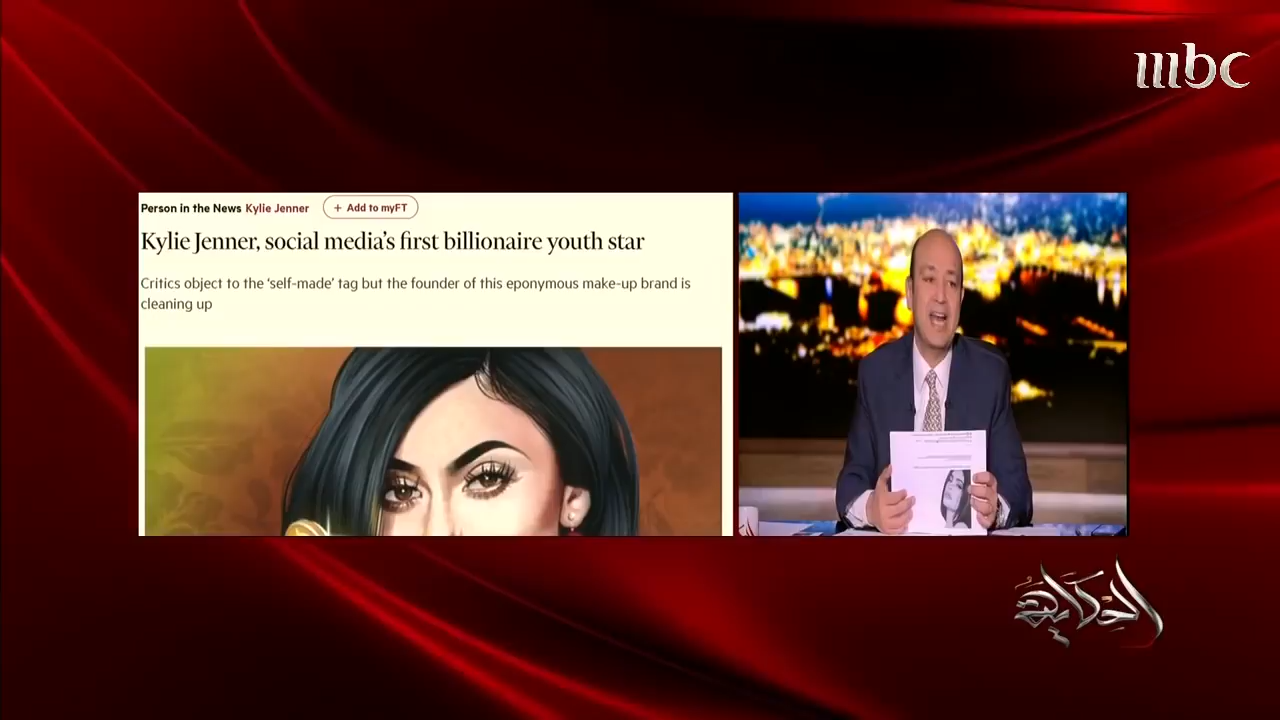 mbc
Person in the News Kylie Jenner + Add to myFT
Kylie Jenner, social media's first billionaire youth star
Critics object to the ‘self-made’ tag but the founder of this eponymous make-up brand is
cleaning up
الحكاية